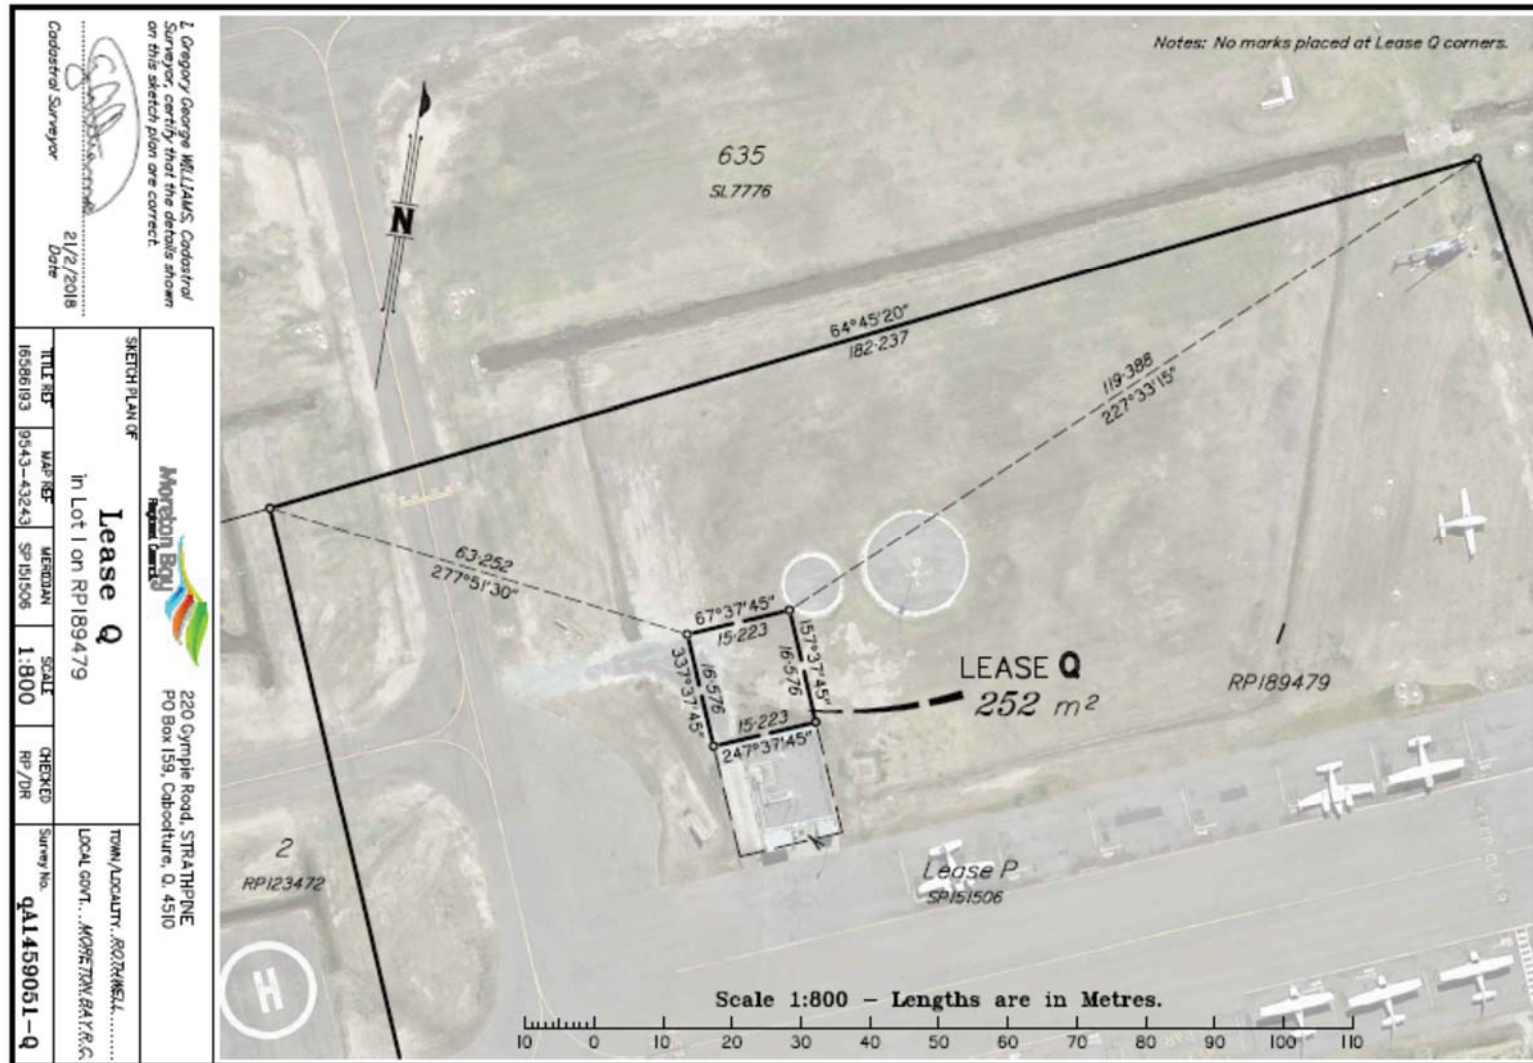 Notes: No marks placed at Lease Q corners.
I, Gregory George WILLIAMS, Cadastral
Surveyor, certify that the details shown
on this sketch plan are correct.
21/2/2018
Cadastral Surveyor Date
N
635
SL7776
64°45'20"
182·237
119·388
227°33'15"
63·252
277°51'30"
67°37'45"
15·223
157°37'45"
16·576
337°37'45"
16·576
15·223
247°37'45"
LEASE Q
252 m²
1
RP189479
2
RP123472
Lease P
SP151506
H
Scale 1:800 – Lengths are in Metres.
10 0 10 20 30 40 50 60 70 80 90 100 110
Moreton Bay
Regional Council
220 Gympie Road, STRATHPINE
PO Box 159, Caboolture, Q. 4510
SKETCH PLAN OF
Lease Q
in Lot 1 on RP189479
TOWN/LOCALITY..ROTHWELL.........
LOCAL GOVT....MORETON.BAY.R.C.
TITLE REF
16586193
MAP REF
9543-43243
MERIDIAN
SP151506
SCALE
1:800
CHECKED
RP/DR
Survey No.
qA1459051-Q